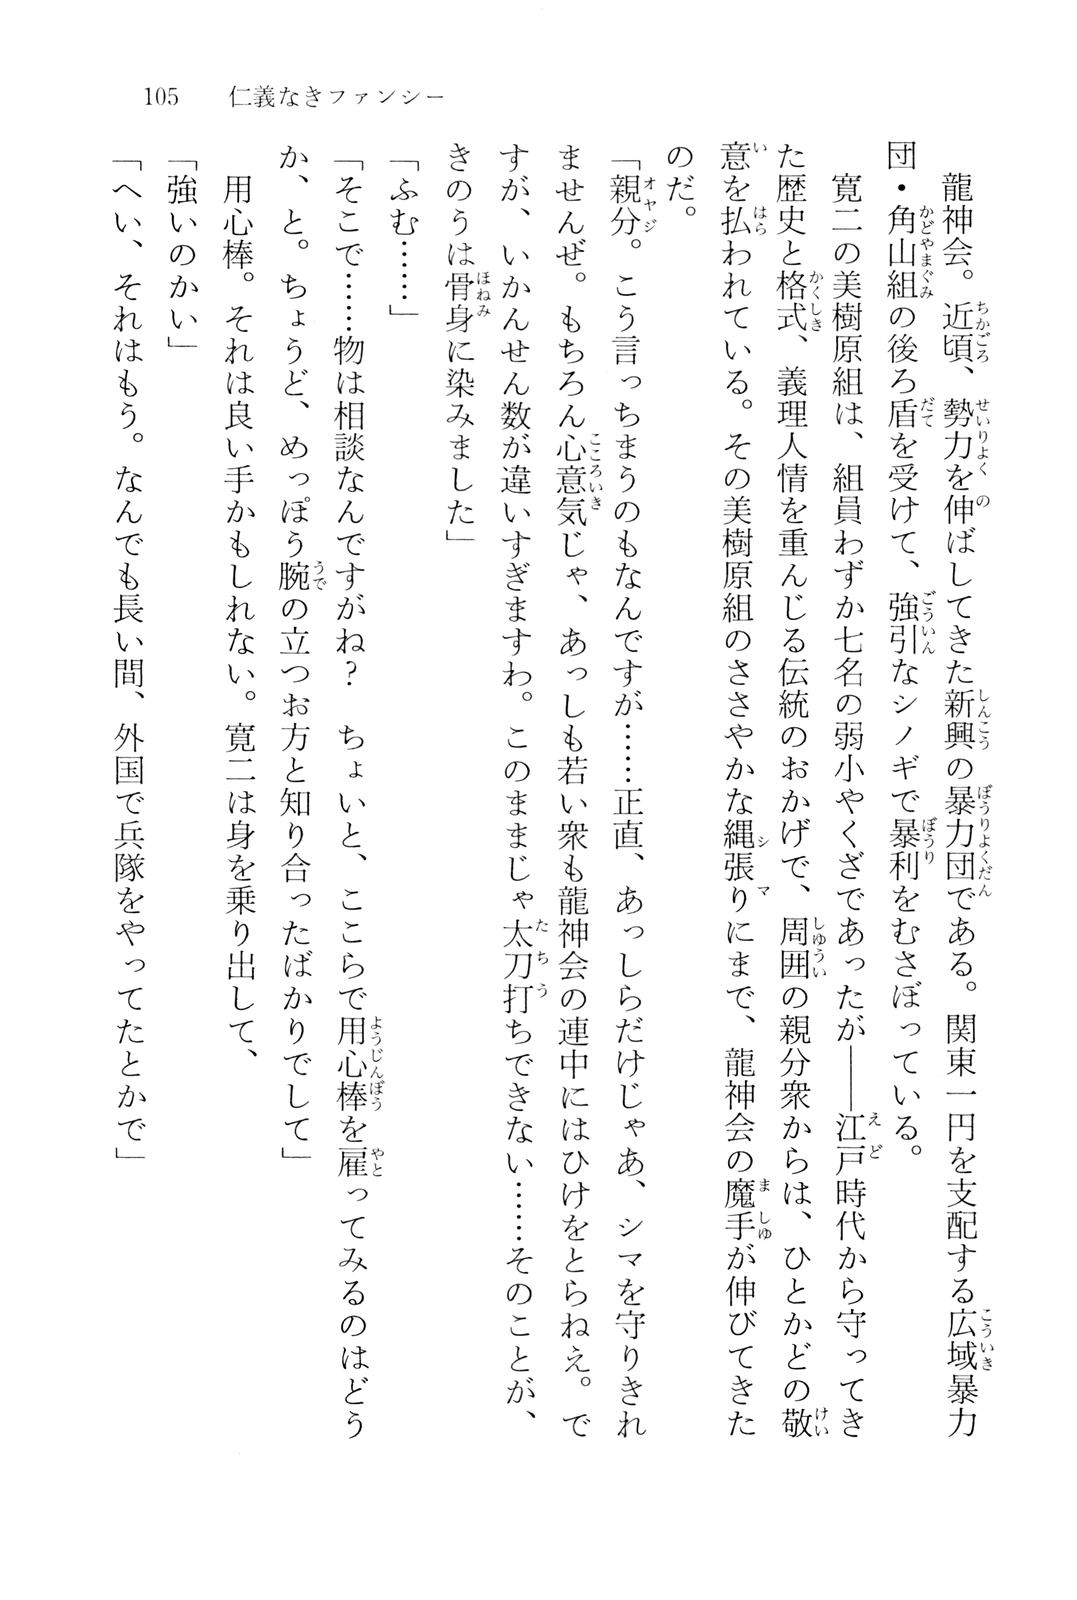 105　仁義なきファンシー
　龍神会。近頃、勢力を伸ばしてきた新興の暴力団である。関東一円を支配する広域暴力
団・角山組の後ろ盾を受けて、強引なシノギで暴利をむさぼっている。
　寛二の美樹原組は、組員わずか七名の弱小やくざであったが――江戸時代から守ってき
た歴史と格式、義理人情を重んじる伝統のおかげで、周囲の親分衆からは、ひとかどの敬
意を払われている。その美樹原組のささやかな縄張りにまで、龍神会の魔手が伸びてきた
のだ。
「親分。こう言っちまうのもなんですが……正直、あっしらだけじゃあ、シマを守りきれ
ませんぜ。もちろん心意気じゃ、あっしも若い衆も龍神会の連中にはひけをとらねえ。で
すが、いかんせん数が違いすぎますわ。このままじゃ太刀打ちできない……そのことが、
きのうは骨身に染みました」
「ふむ……」
「そこで……物は相談なんですがね？　ちょいと、ここらで用心棒を雇ってみるのはどう
か、と。ちょうど、めっぽう腕の立つお方と知り合ったばかりでして」
　用心棒。それは良い手かもしれない。寛二は身を乗り出して、
「強いのかい」
「へい、それはもう。なんでも長い間、外国で兵隊をやってたとかで」